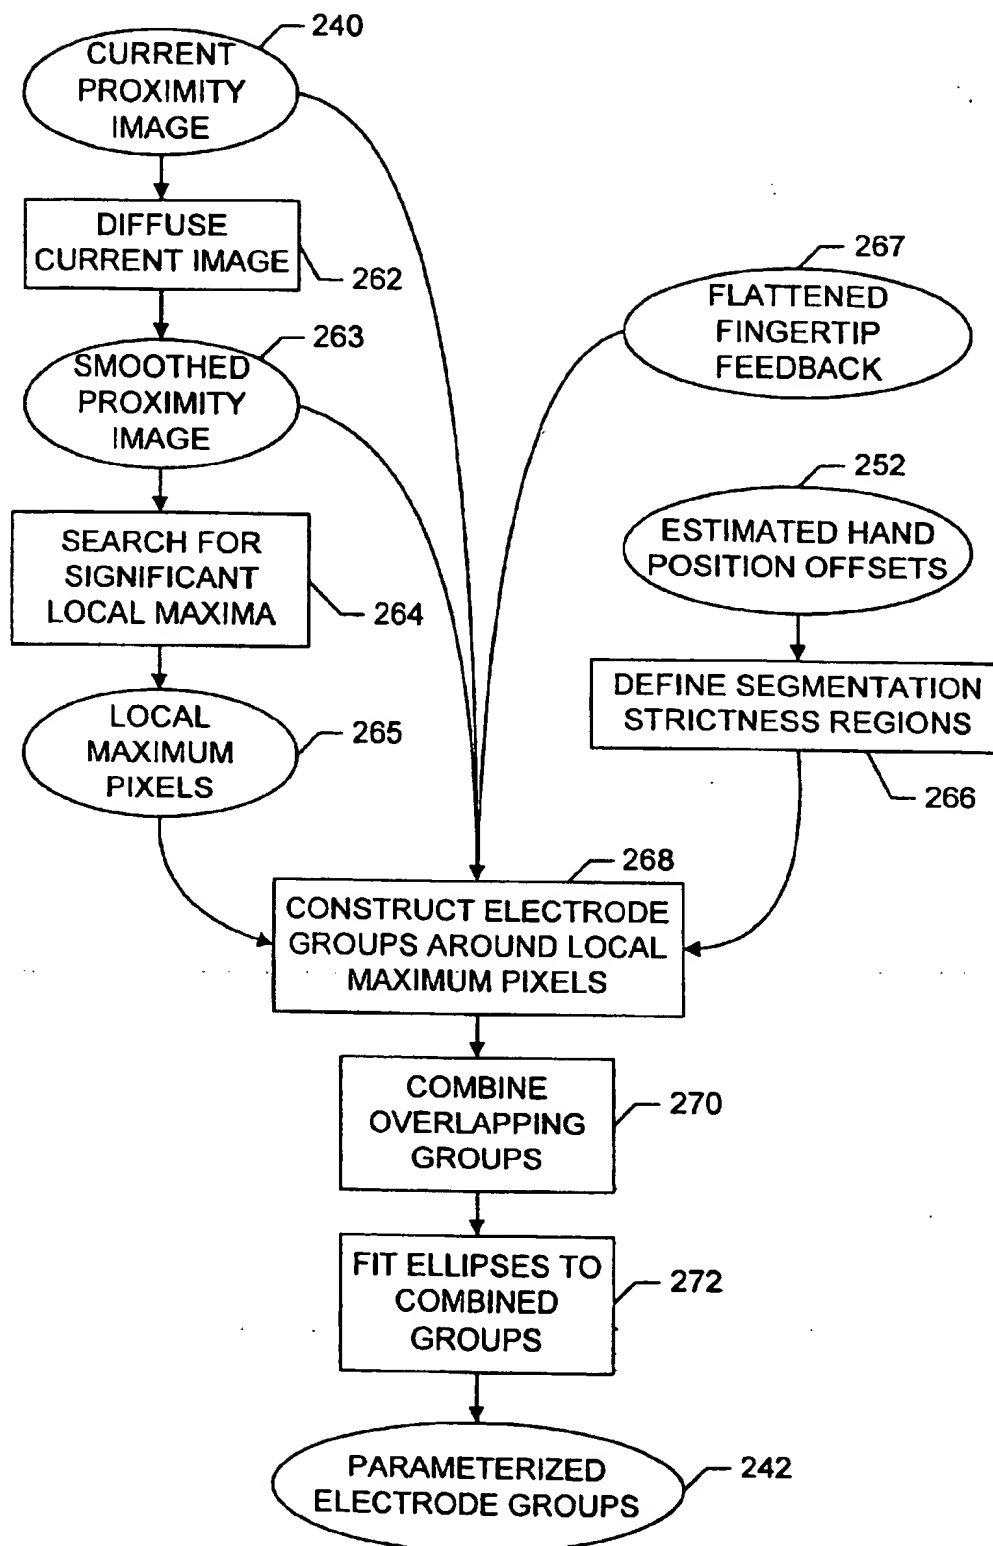 240
CURRENT
PROXIMITY
IMAGE
DIFFUSE
CURRENT IMAGE
262
267
FLATTENED
FINGERTIP
FEEDBACK
263
SMOOTHED
PROXIMITY
IMAGE
252
ESTIMATED HAND
POSITION OFFSETS
SEARCH FOR
SIGNIFICANT
LOCAL MAXIMA
264
DEFINE SEGMENTATION
STRICTNESS REGIONS
266
LOCAL
MAXIMUM
PIXELS
265
268
CONSTRUCT ELECTRODE
GROUPS AROUND LOCAL
MAXIMUM PIXELS
COMBINE
OVERLAPPING
GROUPS
270
FIT ELLIPSES TO
COMBINED
GROUPS
272
PARAMETERIZED
ELECTRODE GROUPS
242